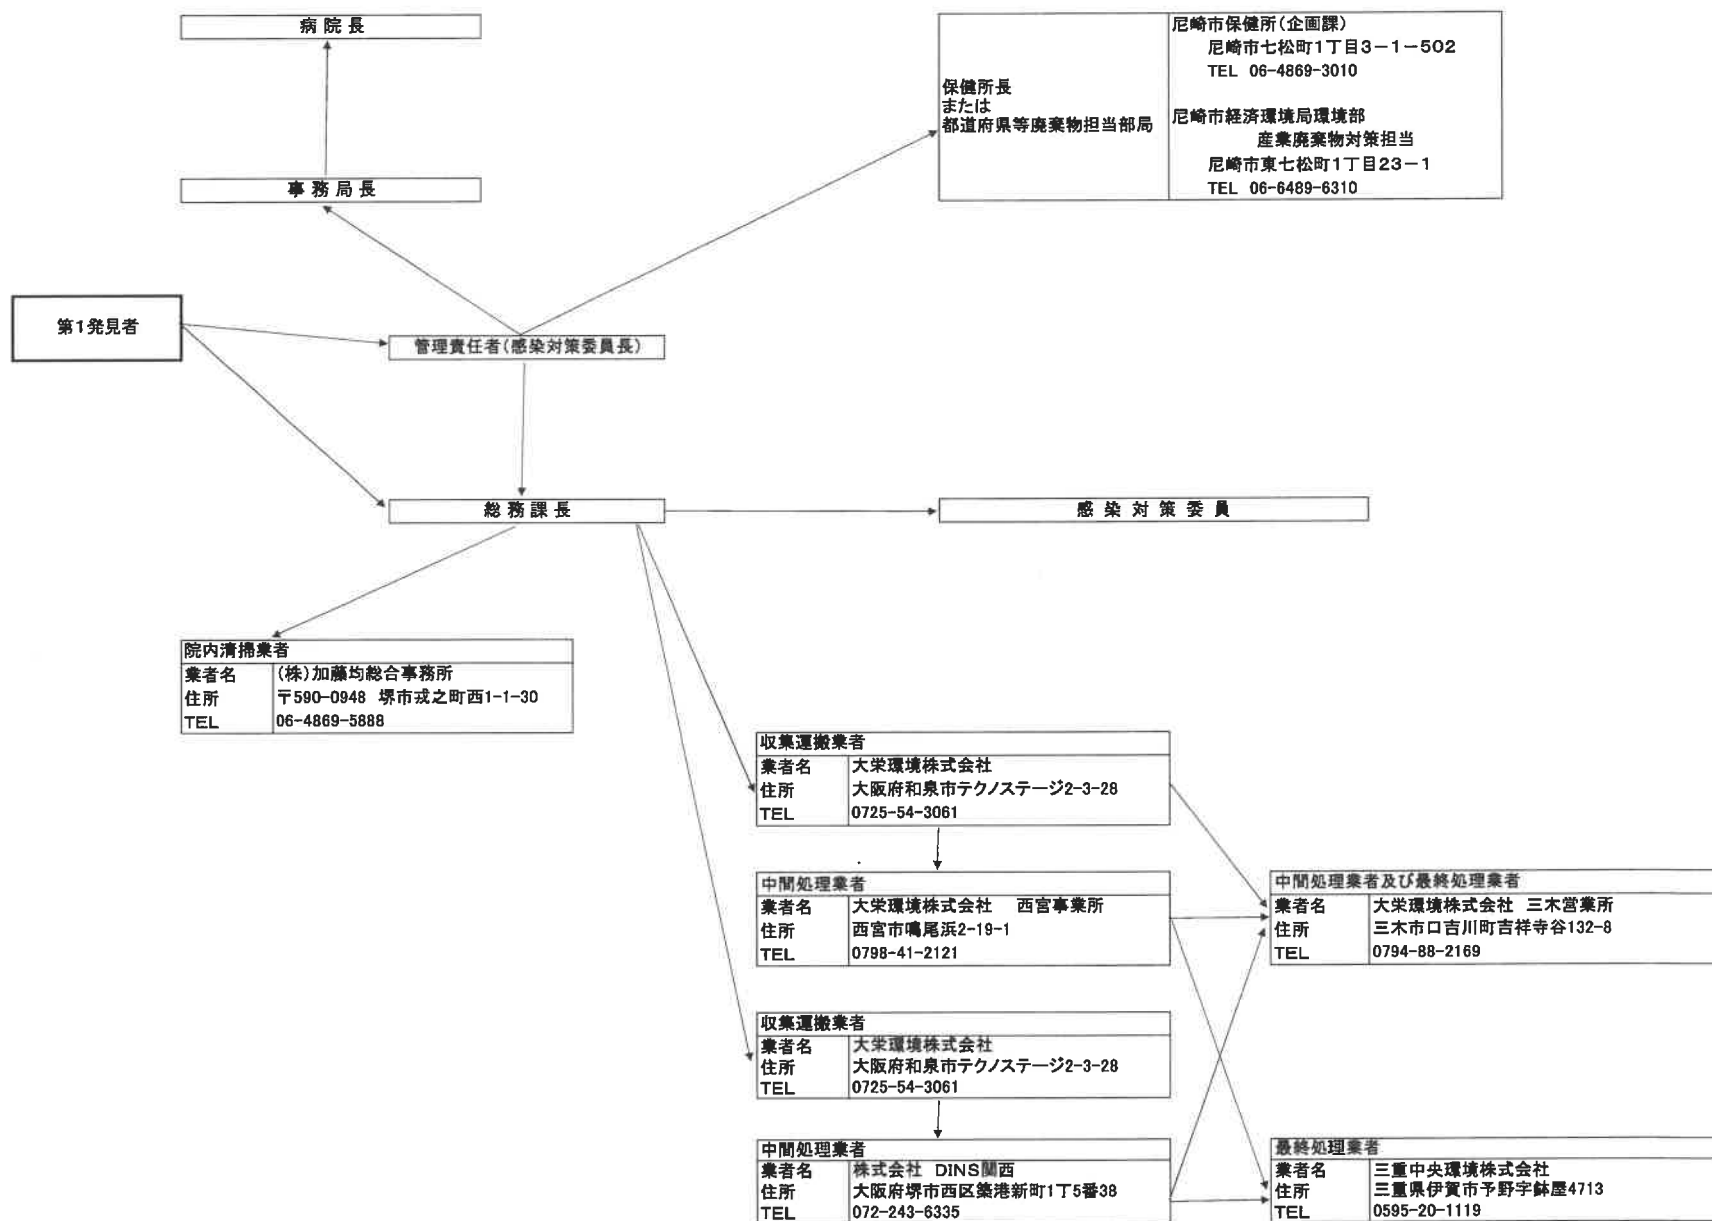 病 院 長
尼崎市保健所(企画課)
尼崎市七松町1丁目3-1-502
TEL 06-4869-3010
保健所長
または
都道府県等廃棄物担当部局
尼崎市経済環境局環境部
産業廃棄物対策担当
尼崎市東七松町1丁目23-1
TEL 06-6489-6310
事 務 局 長
第1発見者
管理責任者(感染対策委員長)
総 務 課 長
感 染 対 策 委 員
院内清掃業者
業者名 (株)加藤均総合事務所
住所 〒590-0948 堺市戎之町西1-1-30
TEL 06-4869-5888
収集運搬業者
業者名 大栄環境株式会社
住所 大阪府和泉市テクノステージ2-3-28
TEL 0725-54-3061
中間処理業者
業者名 大栄環境株式会社 西宮事業所
住所 西宮市鳴尾浜2-19-1
TEL 0798-41-2121
中間処理業者及び最終処理業者
業者名 大栄環境株式会社 三木営業所
住所 三木市口吉川町吉祥寺谷132-8
TEL 0794-88-2169
収集運搬業者
業者名 大栄環境株式会社
住所 大阪府和泉市テクノステージ2-3-28
TEL 0725-54-3061
中間処理業者
業者名 株式会社 DINS関西
住所 大阪府堺市西区築港新町1丁5番38
TEL 072-243-6335
最終処理業者
業者名 三重中央環境株式会社
住所 三重県伊賀市予野字鉢屋4713
TEL 0595-20-1119